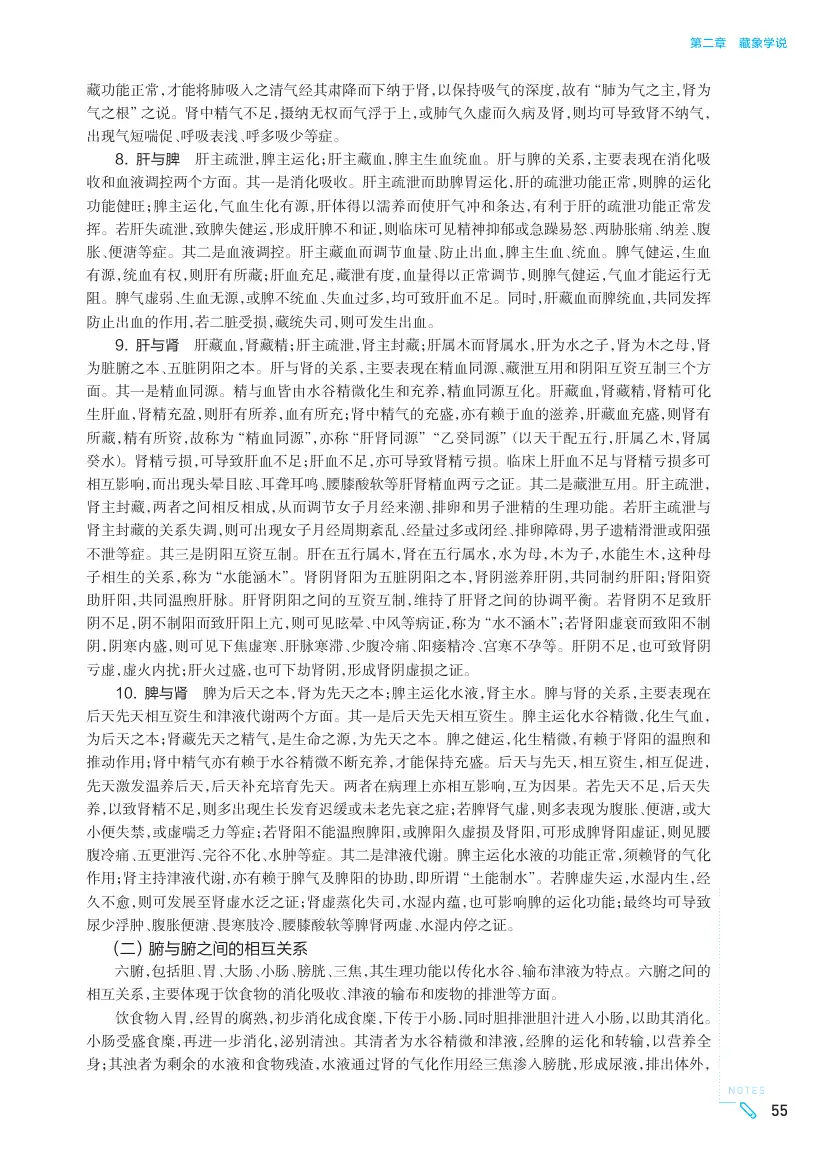 第二章 藏象学说
藏功能正常,才能将肺吸入之清气经其肃降而下纳于肾,以保持吸气的深度,故有“肺为气之主,肾为
气之根”之说。肾中精气不足,摄纳无权而气浮于上,或肺气久虚而久病及肾,则均可导致肾不纳气,
出现气短喘促、呼吸表浅、呼多吸少等症。
8. 肝与脾 肝主疏泄,脾主运化;肝主藏血,脾主生血统血。肝与脾的关系,主要表现在消化吸
收和血液调控两个方面。其一是消化吸收。肝主疏泄而助脾胃运化,肝的疏泄功能正常,则脾的运化
功能健旺;脾主运化,气血生化有源,肝体得以濡养而使肝气冲和条达,有利于肝的疏泄功能正常发
挥。若肝失疏泄,致脾失健运,形成肝脾不和证,则临床可见精神抑郁或急躁易怒、两胁胀痛、纳差、腹
胀、便溏等症。其二是血液调控。肝主藏血而调节血量、防止出血,脾主生血、统血。脾气健运,生血
有源,统血有权,则肝有所藏;肝血充足,藏泄有度,血量得以正常调节,则脾气健运,气血才能运行无
阻。脾气虚弱、生血无源,或脾不统血、失血过多,均可致肝血不足。同时,肝藏血而脾统血,共同发挥
防止出血的作用,若二脏受损,藏统失司,则可发生出血。
9. 肝与肾 肝藏血,肾藏精;肝主疏泄,肾主封藏;肝属木而肾属水,肝为水之子,肾为木之母,肾
为脏腑之本、五脏阴阳之本。肝与肾的关系,主要表现在精血同源、藏泄互用和阴阳互资互制三个方
面。其一是精血同源。精与血皆由水谷精微化生和充养,精血同源互化。肝藏血,肾藏精,肾精可化
生肝血,肾精充盈,则肝有所养,血有所充;肾中精气的充盛,亦有赖于血的滋养,肝藏血充盛,则肾有
所藏,精有所资,故称为“精血同源”,亦称“肝肾同源”“乙癸同源”(以天干配五行,肝属乙木,肾属
癸水)。肾精亏损,可导致肝血不足;肝血不足,亦可导致肾精亏损。临床上肝血不足与肾精亏损多可
相互影响,而出现头晕目眩、耳聋耳鸣、腰膝酸软等肝肾精血两亏之证。其二是藏泄互用。肝主疏泄,
肾主封藏,两者之间相反相成,从而调节女子月经来潮、排卵和男子泄精的生理功能。若肝主疏泄与
肾主封藏的关系失调,则可出现女子月经周期紊乱、经量过多或闭经、排卵障碍,男子遗精滑泄或阳强
不泄等症。其三是阴阳互资互制。肝在五行属木,肾在五行属水,水为母,木为子,水能生木,这种母
子相生的关系,称为“水能涵木”。肾阴肾阳为五脏阴阳之本,肾阴滋养肝阴,共同制约肝阳;肾阳资
助肝阳,共同温煦肝脉。肝肾阴阳之间的互资互制,维持了肝肾之间的协调平衡。若肾阴不足致肝
阴不足,阴不制阳而致肝阳上亢,则可见眩晕、中风等病证,称为“水不涵木”;若肾阳虚衰而致阳不制
阴,阴寒内盛,则可见下焦虚寒、肝脉寒滞、少腹冷痛、阳痿精冷、宫寒不孕等。肝阴不足,也可致肾阴
亏虚,虚火内扰;肝火过盛,也可下劫肾阴,形成肾阴虚损之证。
10. 脾与肾 脾为后天之本,肾为先天之本;脾主运化水液,肾主水。脾与肾的关系,主要表现在
后天先天相互资生和津液代谢两个方面。其一是后天先天相互资生。脾主运化水谷精微,化生气血,
为后天之本;肾藏先天之精气,是生命之源,为先天之本。脾之健运,化生精微,有赖于肾阳的温煦和
推动作用;肾中精气亦有赖于水谷精微不断充养,才能保持充盛。后天与先天,相互资生,相互促进,
先天激发温养后天,后天补充培育先天。两者在病理上亦相互影响,互为因果。若先天不足,后天失
养,以致肾精不足,则多出现生长发育迟缓或未老先衰之症;若脾肾气虚,则多表现为腹胀、便溏,或大
小便失禁,或虚喘乏力等症;若肾阳不能温煦脾阳,或脾阳久虚损及肾阳,可形成脾肾阳虚证,则见腰
腹冷痛、五更泄泻、完谷不化、水肿等症。其二是津液代谢。脾主运化水液的功能正常,须赖肾的气化
作用;肾主持津液代谢,亦有赖于脾气及脾阳的协助,即所谓“土能制水”。若脾虚失运,水湿内生,经
久不愈,则可发展至肾虚水泛之证;肾虚蒸化失司,水湿内蕴,也可影响脾的运化功能;最终均可导致
尿少浮肿、腹胀便溏、畏寒肢冷、腰膝酸软等脾肾两虚、水湿内停之证。
(二)腑与腑之间的相互关系
六腑,包括胆、胃、大肠、小肠、膀胱、三焦,其生理功能以传化水谷、输布津液为特点。六腑之间的
相互关系,主要体现于饮食物的消化吸收、津液的输布和废物的排泄等方面。
饮食物入胃,经胃的腐熟,初步消化成食糜,下传于小肠,同时胆排泄胆汁进入小肠,以助其消化。
小肠受盛食糜,再进一步消化,泌别清浊。其清者为水谷精微和津液,经脾的运化和转输,以营养全
身;其浊者为剩余的水液和食物残渣,水液通过肾的气化作用经三焦渗入膀胱,形成尿液,排出体外,
NOTES
55